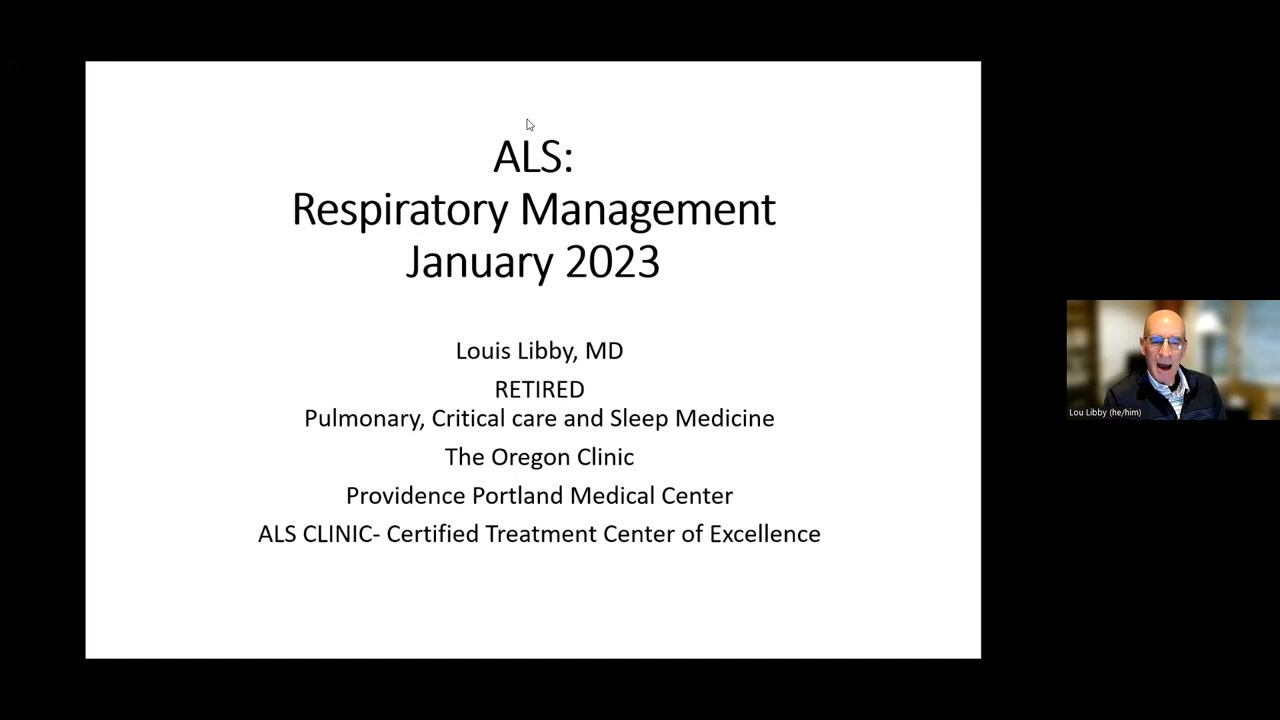 ALS:
Respiratory Management
January 2023
Louis Libby, MD
RETIRED
Pulmonary, Critical care and Sleep Medicine
The Oregon Clinic
Providence Portland Medical Center
ALS CLINIC- Certified Treatment Center of Excellence
Lou Libby (he/him)